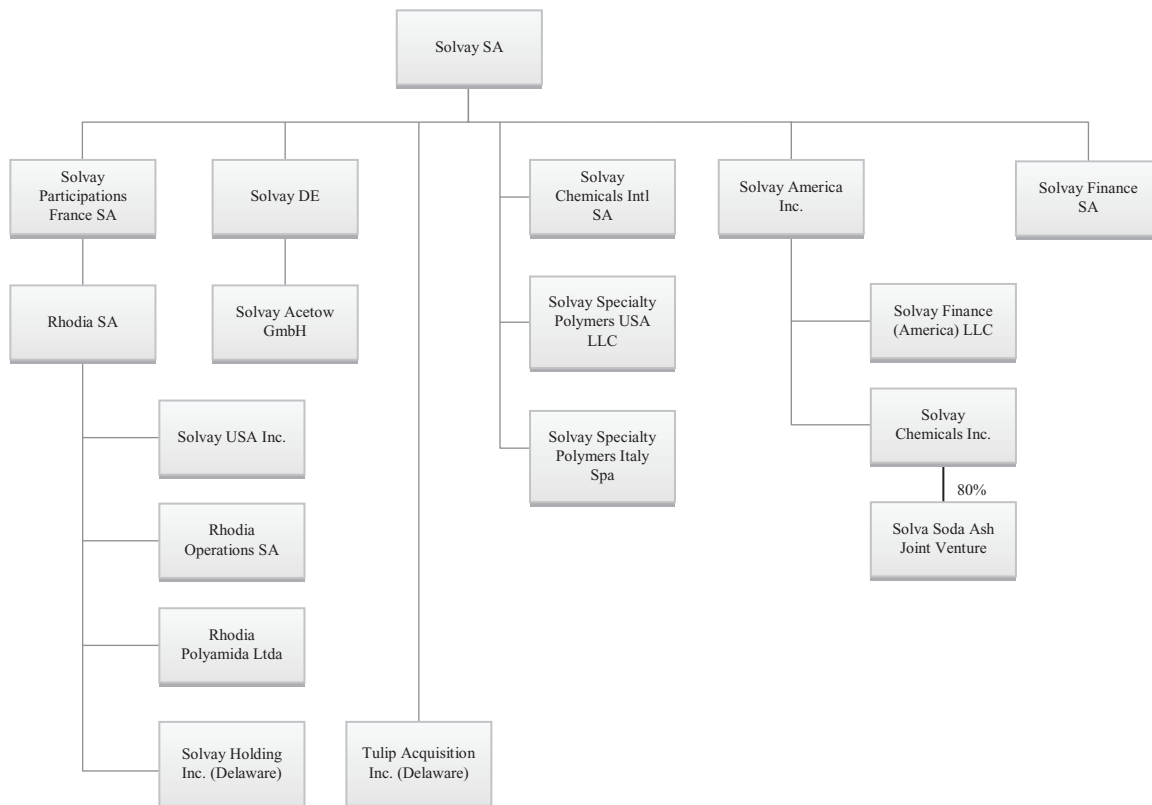 Solvay SA
Solvay
Participations
France SA
Solvay DE
Solvay
Chemicals Intl
SA
Solvay America
Inc.
Solvay Finance
SA
Rhodia SA
Solvay Acetow
GmbH
Solvay Specialty
Polymers USA
LLC
Solvay Finance
(America) LLC
Solvay USA Inc.
Solvay Specialty
Polymers Italy
Spa
Solvay
Chemicals Inc.
80%
Rhodia
Operations SA
Solva Soda Ash
Joint Venture
Rhodia
Polyamida Ltda
Solvay Holding
Inc. (Delaware)
Tulip Acquisition
Inc. (Delaware)